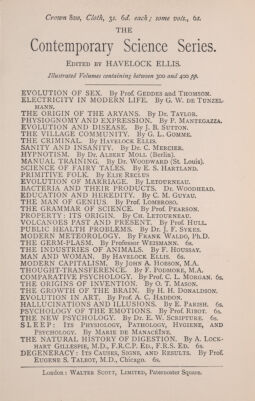 Crown 8vo, Cloth, 3s. 6d. each; some vols., 6s.
THE
Contemporary Science Series.
EDITED BY HAVELOCK ELLIS.
Illustrated Volumes containing between 300 and 400 pp.
EVOLUTION OF SEX. By Prof. GEDDES and THOMSON.
ELECTRICITY IN MODERN LIFE. By G. W. DE TUNZEL-
MANN.
THE ORIGIN OF THE ARYANS. By Dr. TAYLOR.
PHYSIOGNOMY AND EXPRESSION. By P. MANTEGAZZA.
EVOLUTION AND DISEASE. By J. B. SUTTON.
THE VILLAGE COMMUNITY. By G. L. GOMME.
THE CRIMINAL. By HAVELOCK ELLIS.
SANITY AND INSANITY. By Dr. C. MERCIER.
HYPNOTISM. By Dr. ALBERT MOLL (Berlin).
MANUAL TRAINING. By Dr. WOODWARD (St. Louis).
SCIENCE OF FAIRY TALES. By E. S. HARTLAND.
PRIMITIVE FOLK. By ELIE RECLUS.
EVOLUTION OF MARRIAGE. By LETOURNEAU.
BACTERIA AND THEIR PRODUCTS. Dr. WOODHEAD.
EDUCATION AND HEREDITY. By C. M. GUYAU.
THE MAN OF GENIUS. By Prof. LOMBROSO.
THE GRAMMAR OF SCIENCE. By Prof. PEARSON.
PROPERTY: ITS ORIGIN. By CH. LETOURNEAU.
VOLCANOES PAST AND PRESENT. By Prof. HULL.
PUBLIC HEALTH PROBLEMS. By Dr. J. F. SYKES.
MODERN METEOROLOGY. By FRANK WALDO, Ph.D.
THE GERM-PLASM. By Professor WEISMANN. 6s.
THE INDUSTRIES OF ANIMALS. By F. HOUSSAY.
MAN AND WOMAN. By HAVELOCK ELLIS. 6s.
MODERN CAPITALISM. By JOHN A. HOBSON, M.A.
THOUGHT-TRANSFERENCE. By F. PODMORE, M.A.
COMPARATIVE PSYCHOLOGY. By Prof. C. L. MORGAN. 6s.
THE ORIGINS OF INVENTION. By O. T. MASON.
THE GROWTH OF THE BRAIN. By H. H. DONALDSON.
EVOLUTION IN ART. By Prof. A. C. HADDON.
HALLUCINATIONS AND ILLUSIONS. By E. PARISH. 6s.
PSYCHOLOGY OF THE EMOTIONS. By Prof. RIBOT. 6s.
THE NEW PSYCHOLOGY. By Dr. E. W. SCRIPTURE. 6s.
SLEEP: ITS PHYSIOLOGY, PATHOLOGY, HYGIENE, AND
PSYCHOLOGY. By MARIE DE MANACÉÏNE.
THE NATURAL HISTORY OF DIGESTION. By A. LOCK-
HART GILLESPIE, M.D., F.R.C.P. ED., F.R.S. ED. 6s.
DEGENERACY: ITS CAUSES, SIGNS, AND RESULTS. By Prof.
EUGENE S. TALBOT, M.D., Chicago. 6s.
London: WALTER SCOTT, LIMITED, Paternoster Square.